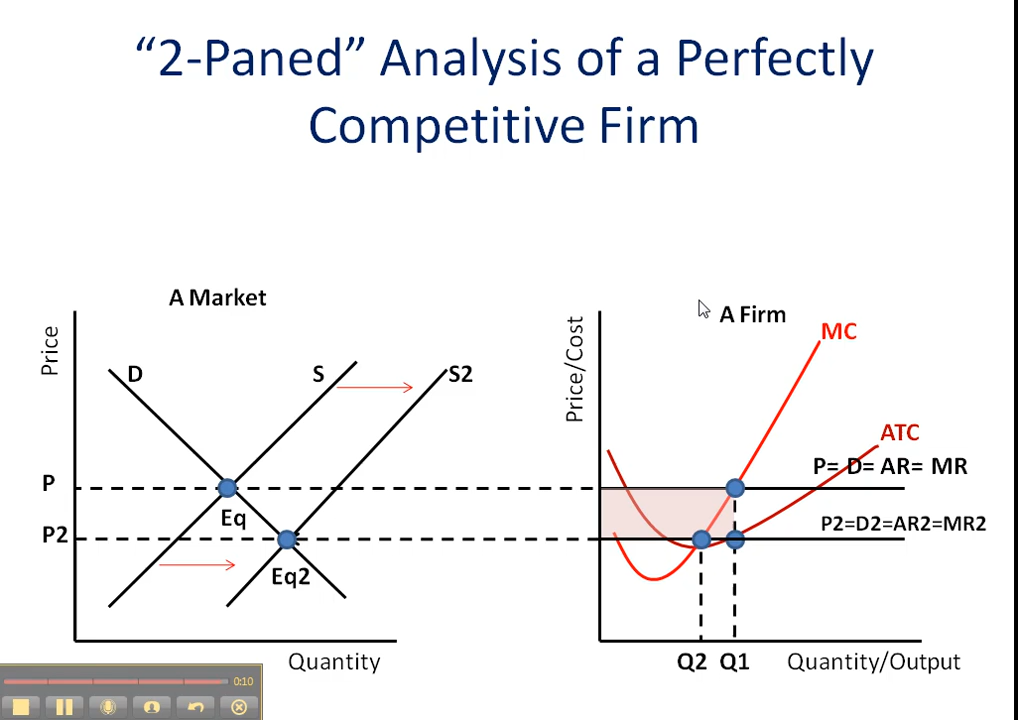 “2-Paned” Analysis of a Perfectly
Competitive Firm
A Market
Price
D
S
S2
P
Eq
P2
Eq2
Quantity
A Firm
Price/Cost
MC
ATC
P= D= AR= MR
P2=D2=AR2=MR2
Q2 Q1
Quantity/Output
0:10